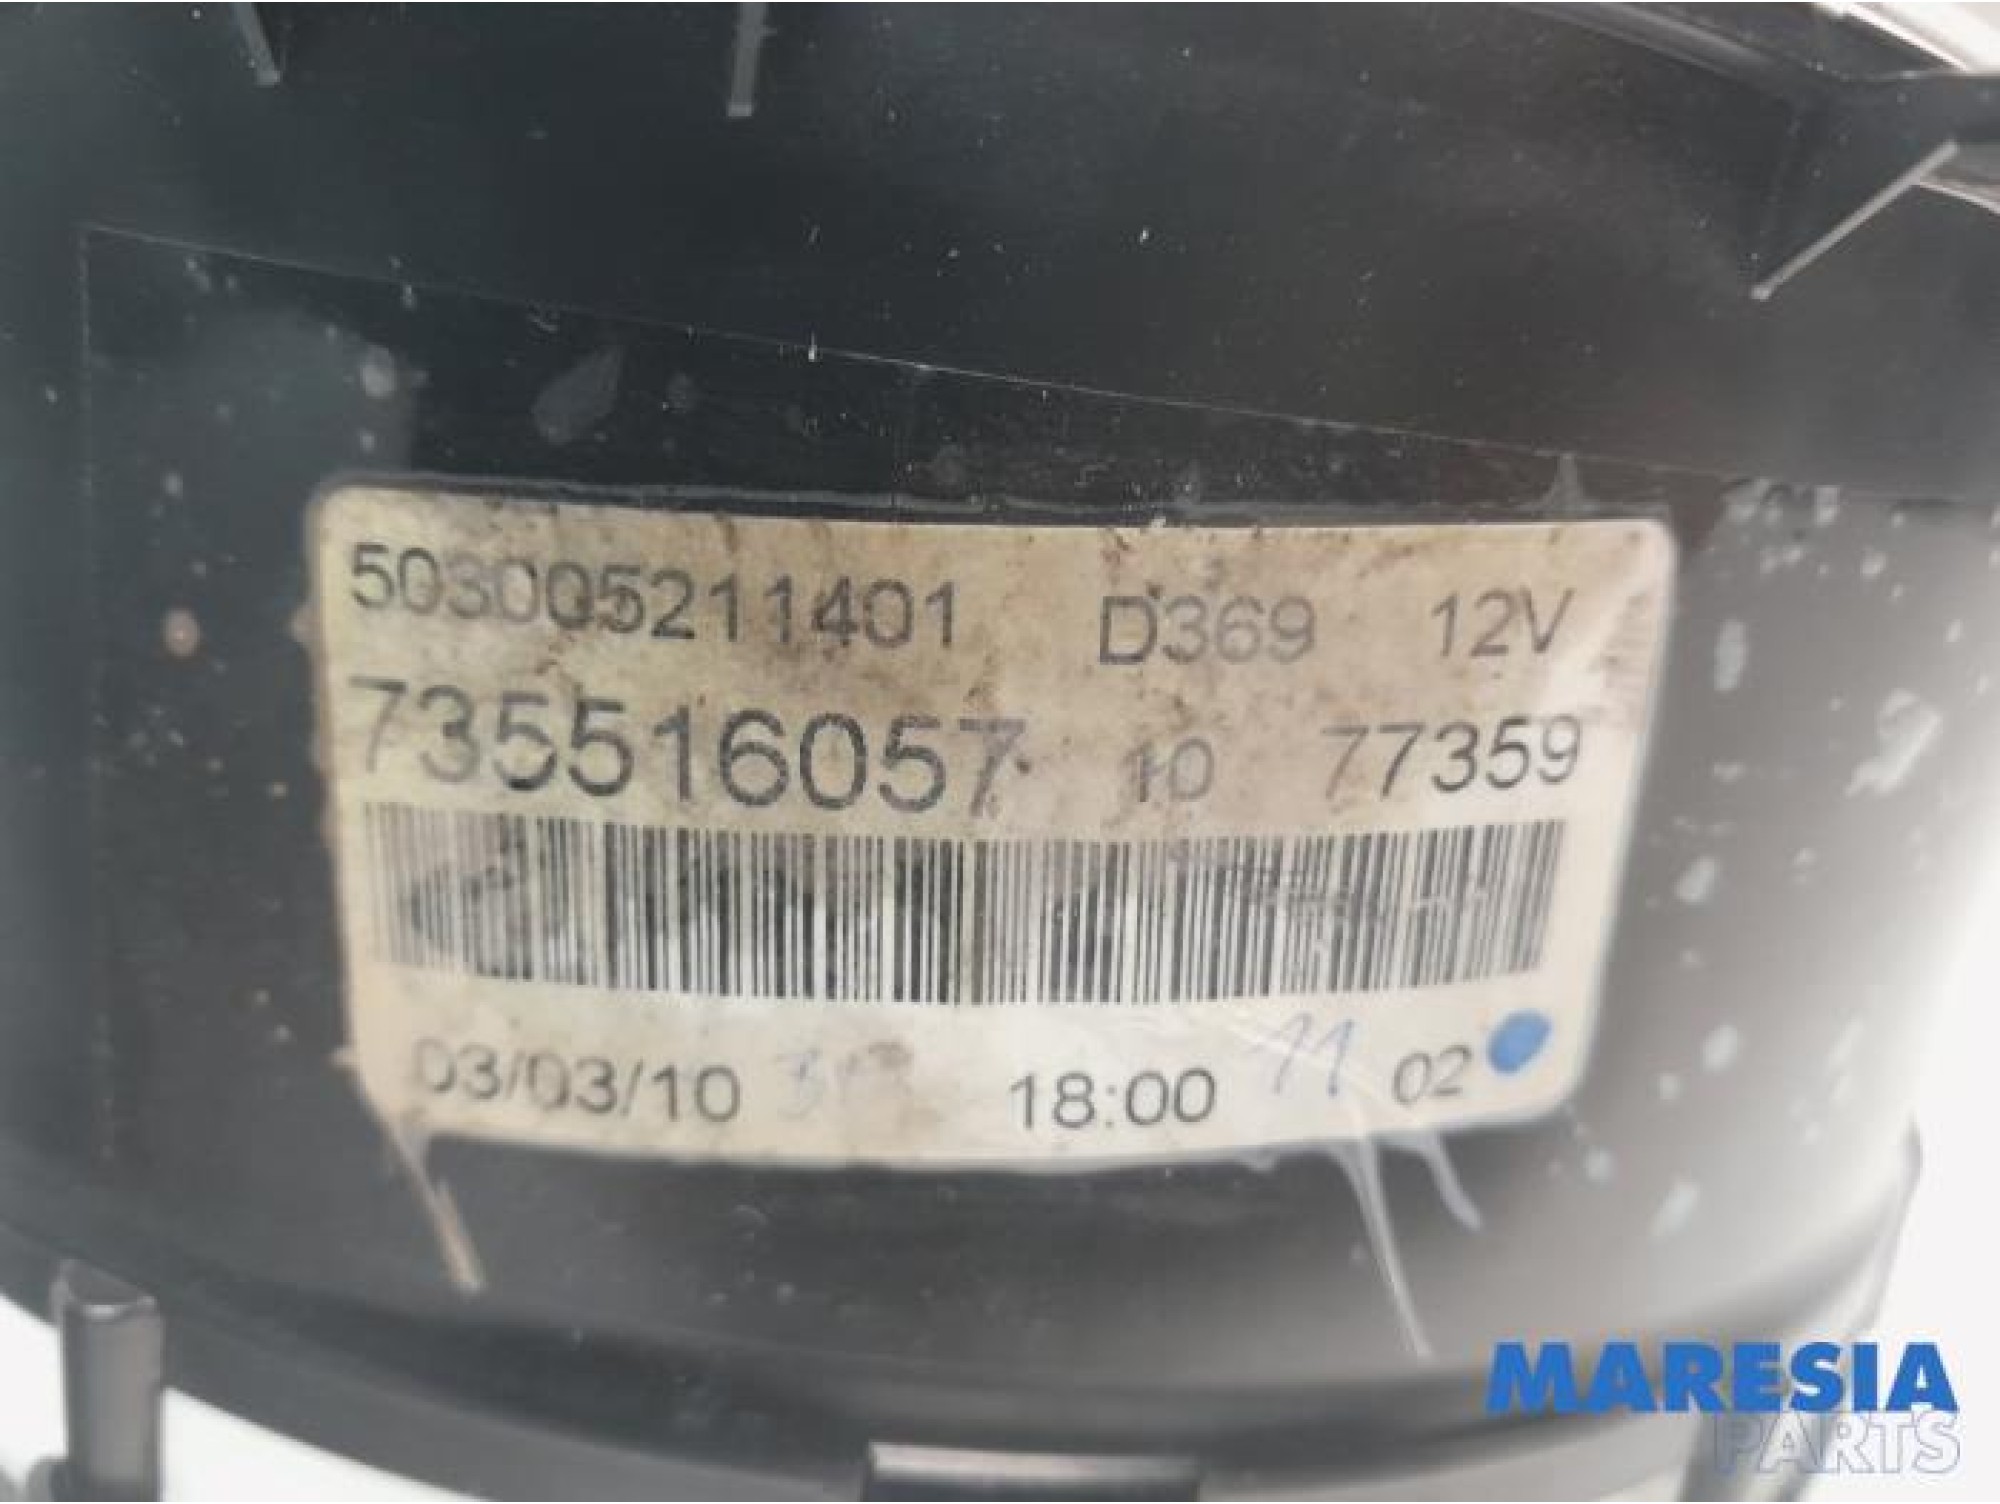 503005211401 D369 12V
735516057 10 77359
03/03/10 18:00 11 02
MARESIA
PARTS